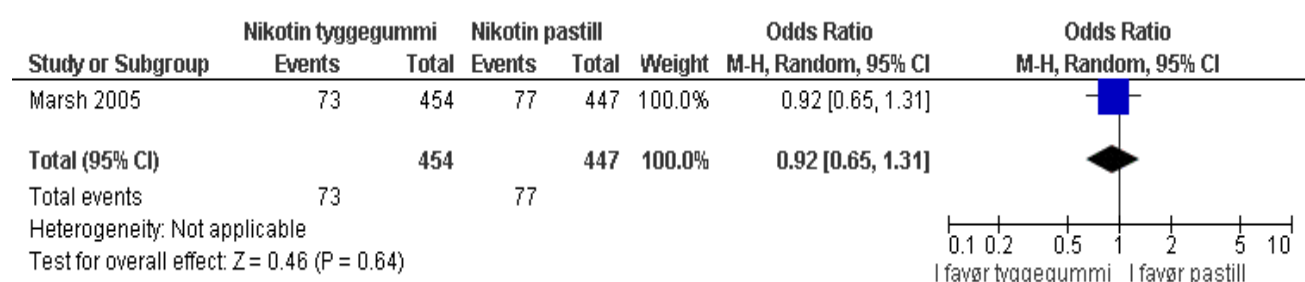 Nikotin tyggegummi Nikotin pastill Odds Ratio Odds Ratio
Study or Subgroup Events Total Events Total Weight M-H, Random, 95% CI M-H, Random, 95% CI
Marsh 2005 73 454 77 447 100.0% 0.92 [0.65, 1.31]
Total (95% CI) 454 447 100.0% 0.92 [0.65, 1.31]
Total events 73 77
Heterogeneity: Not applicable
Test for overall effect: Z = 0.46 (P = 0.64)
0.1 0.2 0.5 1 2 5 10
I favør tyggegummi I favør pastill